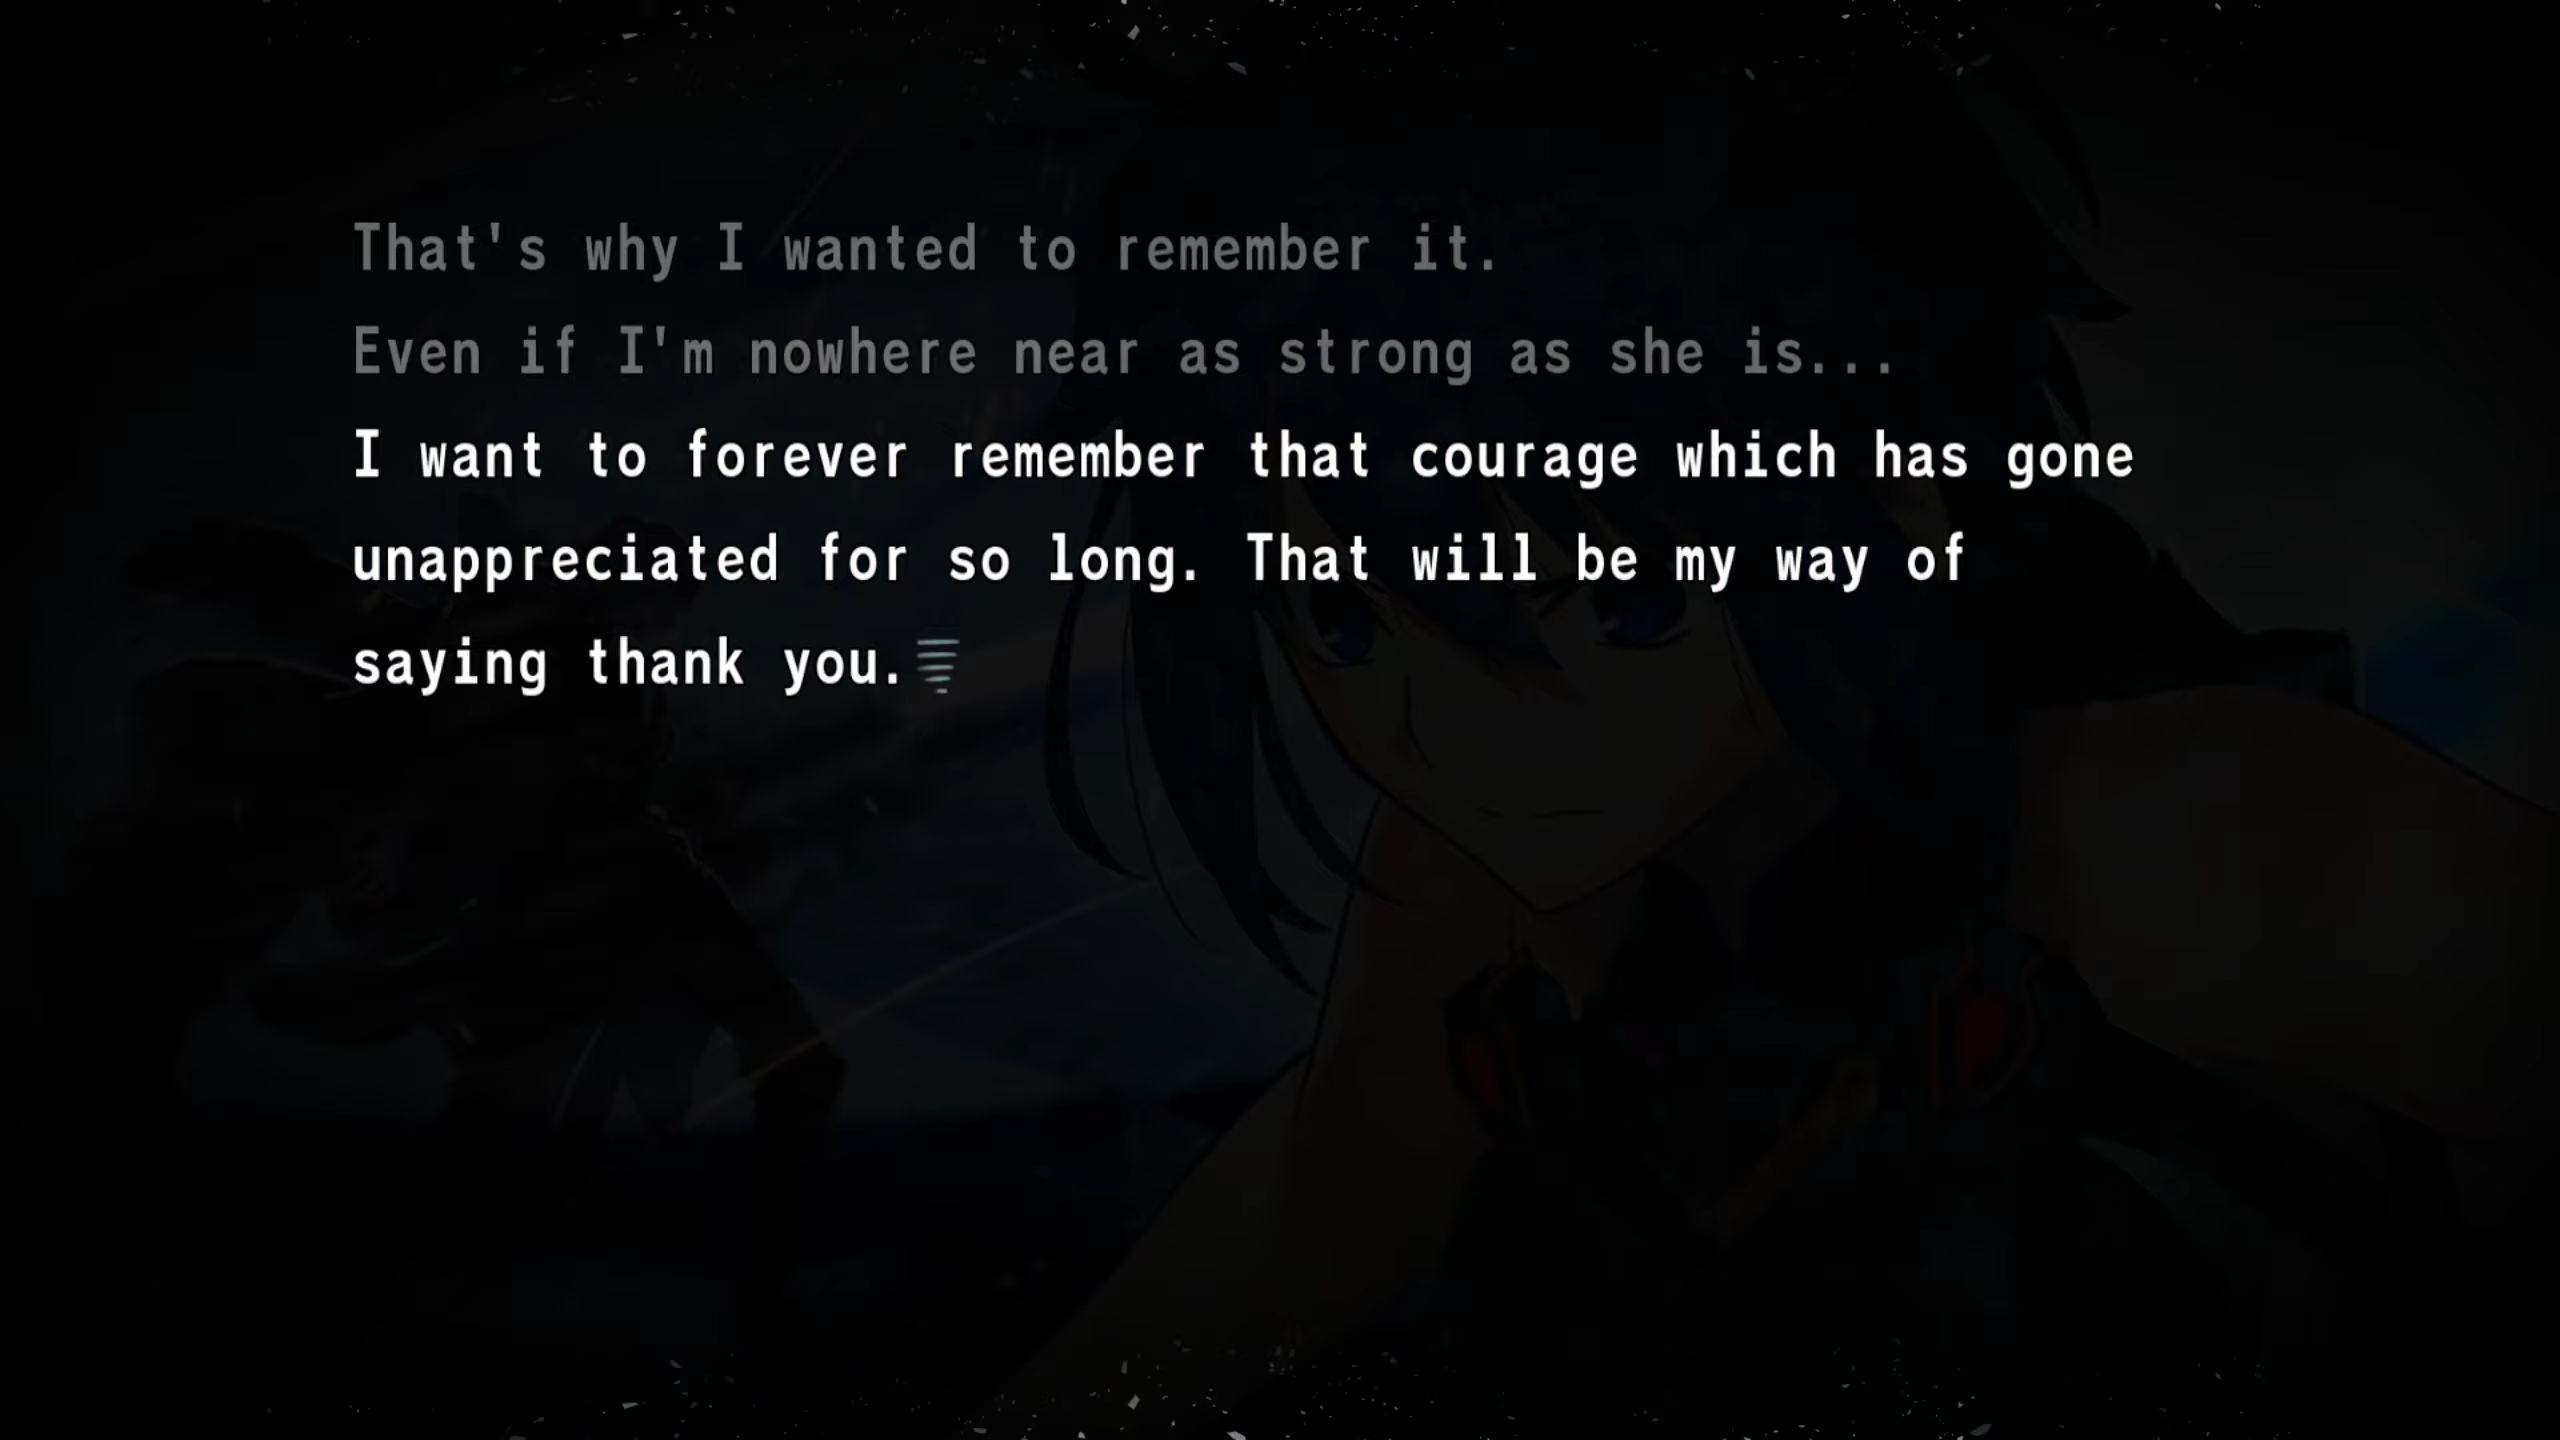 That's why I wanted to remember it.
Even if I'm nowhere near as strong as she is...
I want to forever remember that courage which has gone
unappreciated for so long. That will be my way of
saying thank you.